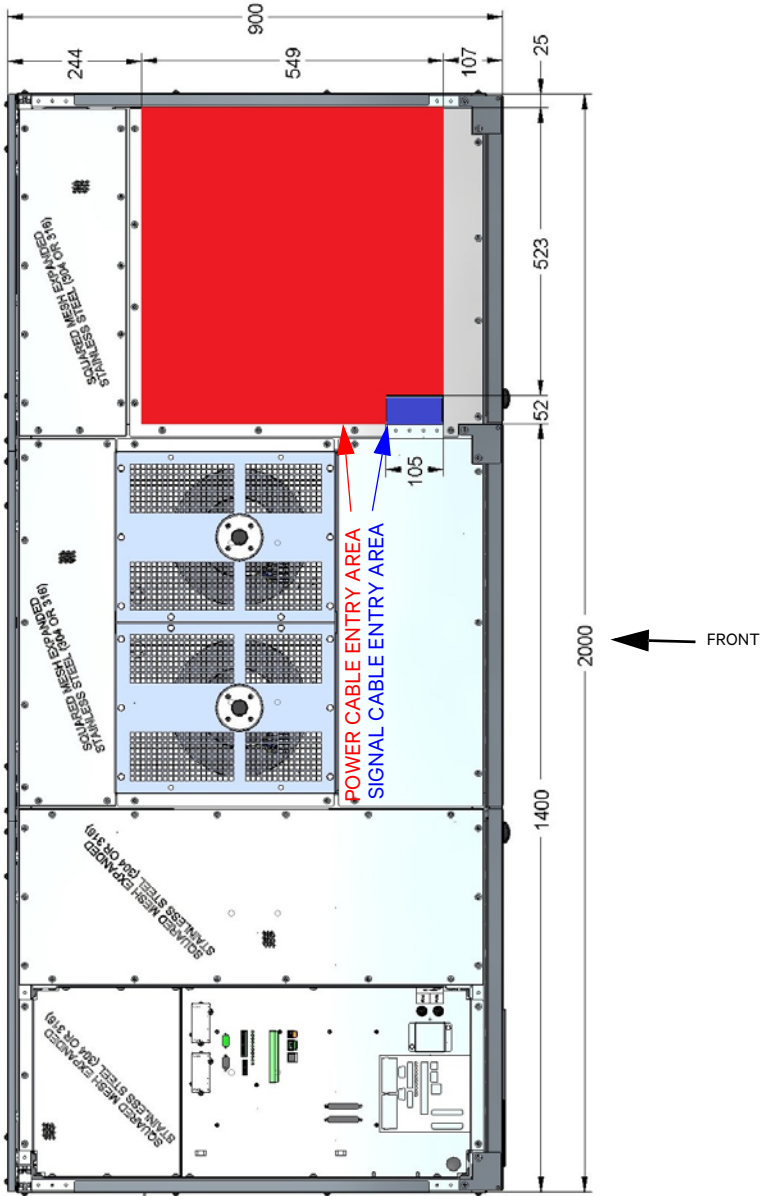 900
244
549
107
25
SQUARED MESH EXPANDED
STAINLESS STEEL (304 OR 316)
523
52
105
SQUARED MESH EXPANDED
STAINLESS STEEL (304 OR 316)
POWER CABLE ENTRY AREA
SIGNAL CABLE ENTRY AREA
2000
FRONT
1400
SQUARED MESH EXPANDED
STAINLESS STEEL (304 OR 316)
SQUARED MESH EXPANDED
STAINLESS STEEL (304 OR 316)